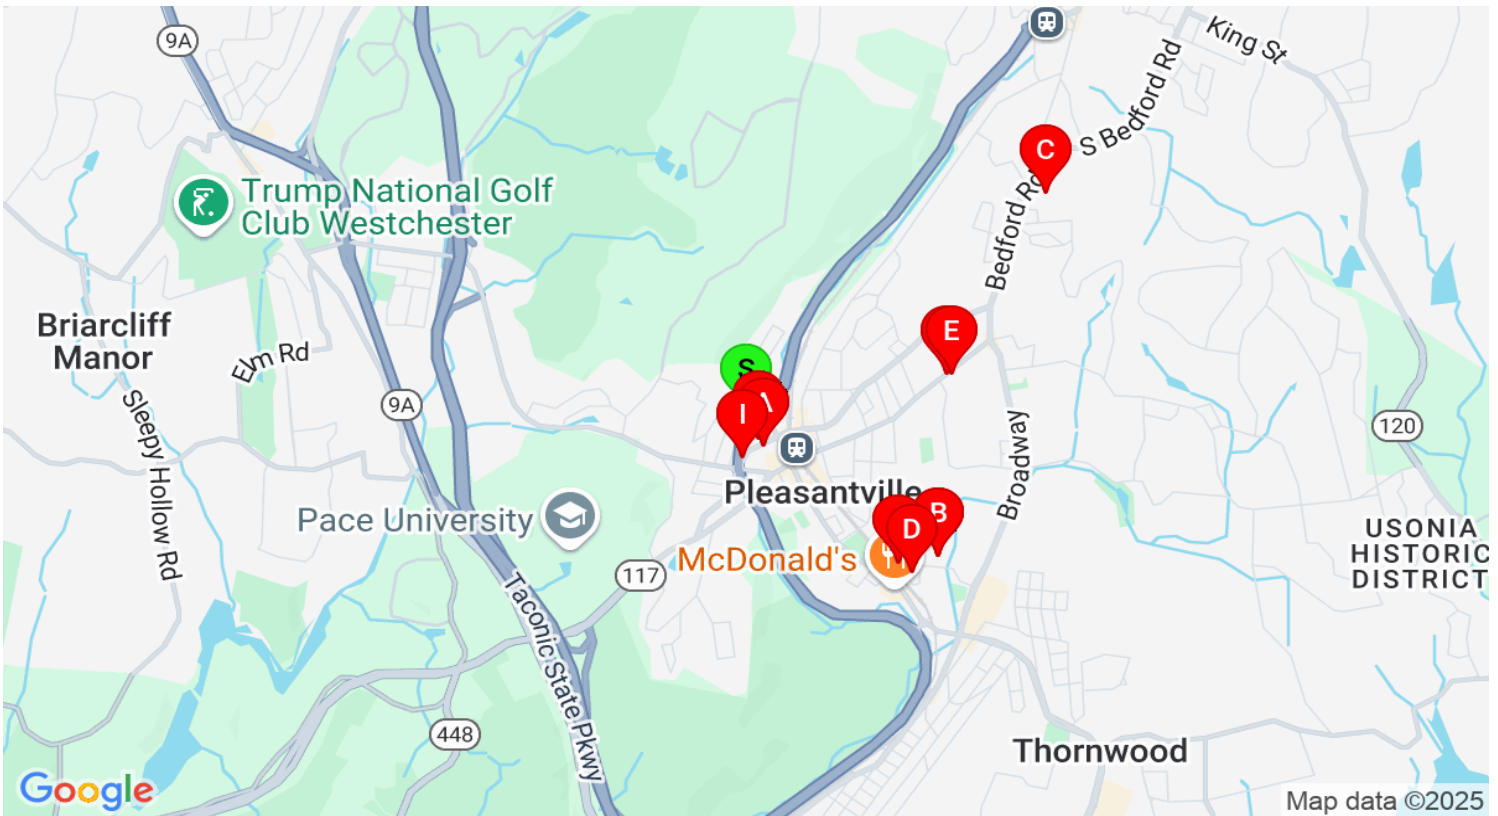 9A
King St
S Bedford Rd
C
Trump National Golf
Club Westchester
Bedford Rd
Briarcliff
Manor
Elm Rd
E
S
A
I
9A
120
Sleepy Hollow Rd
Broadway
Pleasantville
B
D
Pace University
McDonald's
USONIA
HISTORIC
DISTRICT
117
Taconic State Pkwy
448
Thornwood
Google
Map data ©2025